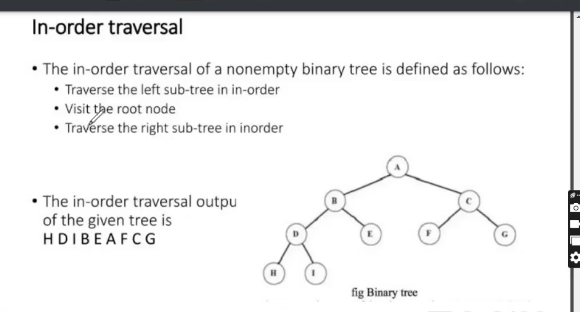 In-order traversal
• The in-order traversal of a nonempty binary tree is defined as follows:
• Traverse the left sub-tree in in-order
• Visit the root node
• Traverse the right sub-tree in inorder
• The in-order traversal outpu
of the given tree is
H D I B E A F C G
A
B
C
D
E
F
G
H
I
fig Binary tree